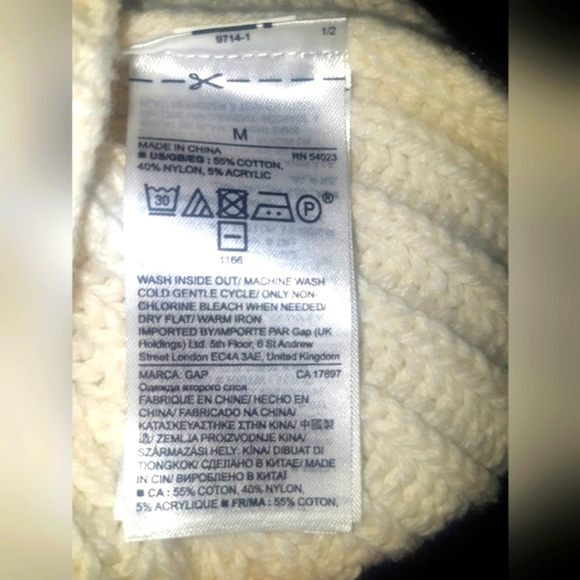 9714-1
1/2
M
MADE IN CHINA RN 54023
■ US/GB/EG : 55% COTTON,
40% NYLON, 5% ACRYLIC
30 P®
1166
WASH INSIDE OUT/ MACHINE WASH
COLD GENTLE CYCLE/ ONLY NON-
CHLORINE BLEACH WHEN NEEDED/
DRY FLAT/ WARM IRON
IMPORTED BY/IMPORTE PAR Gap (UK
Holdings) Ltd. 5th Floor, 6 St Andrew
Street London EC4A 3AE, United Kingdom
MARCA: GAP CA 17897
Одежда второго слоя
FABRIQUE EN CHINE/ HECHO EN
CHINA/ FABRICADO NA CHINA/
ΚΑΤΑΣΚΕΥΑΣΤΗΚΕ ΣΤΗΝ ΚΙΝΑ/ 中國製
造/ ZEMLJA PROIZVODNJE KINA/
SZÁRMAZÁSI HELY: KÍNA/ DIBUAT DI
TIONGKOK/ СДЕЛАНО В КИТАЕ/ MADE
IN CIN/ ВИРОБЛЕНО В КИТАЇ
■ CA : 55% COTTON, 40% NYLON,
5% ACRYLIQUE ■ FR/MA : 55% COTON,